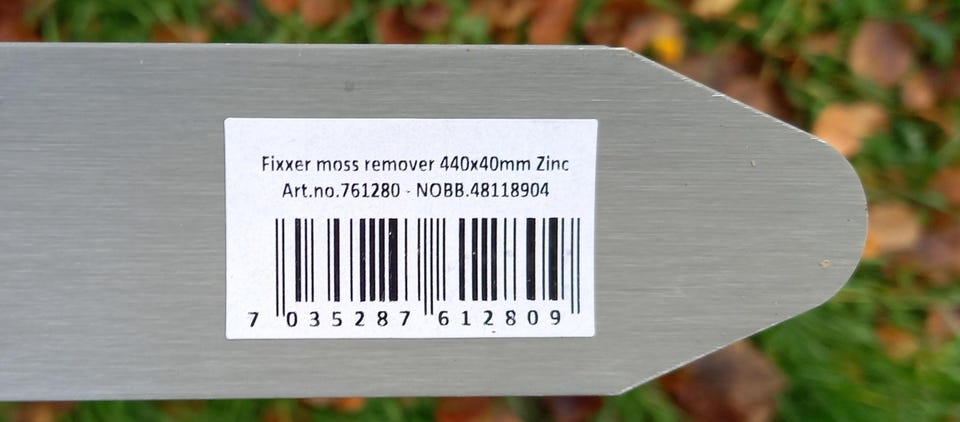 Fixxer moss remover 440x40mm Zinc
Art.no.761280 - NOBB.48118904
7 035287 612809